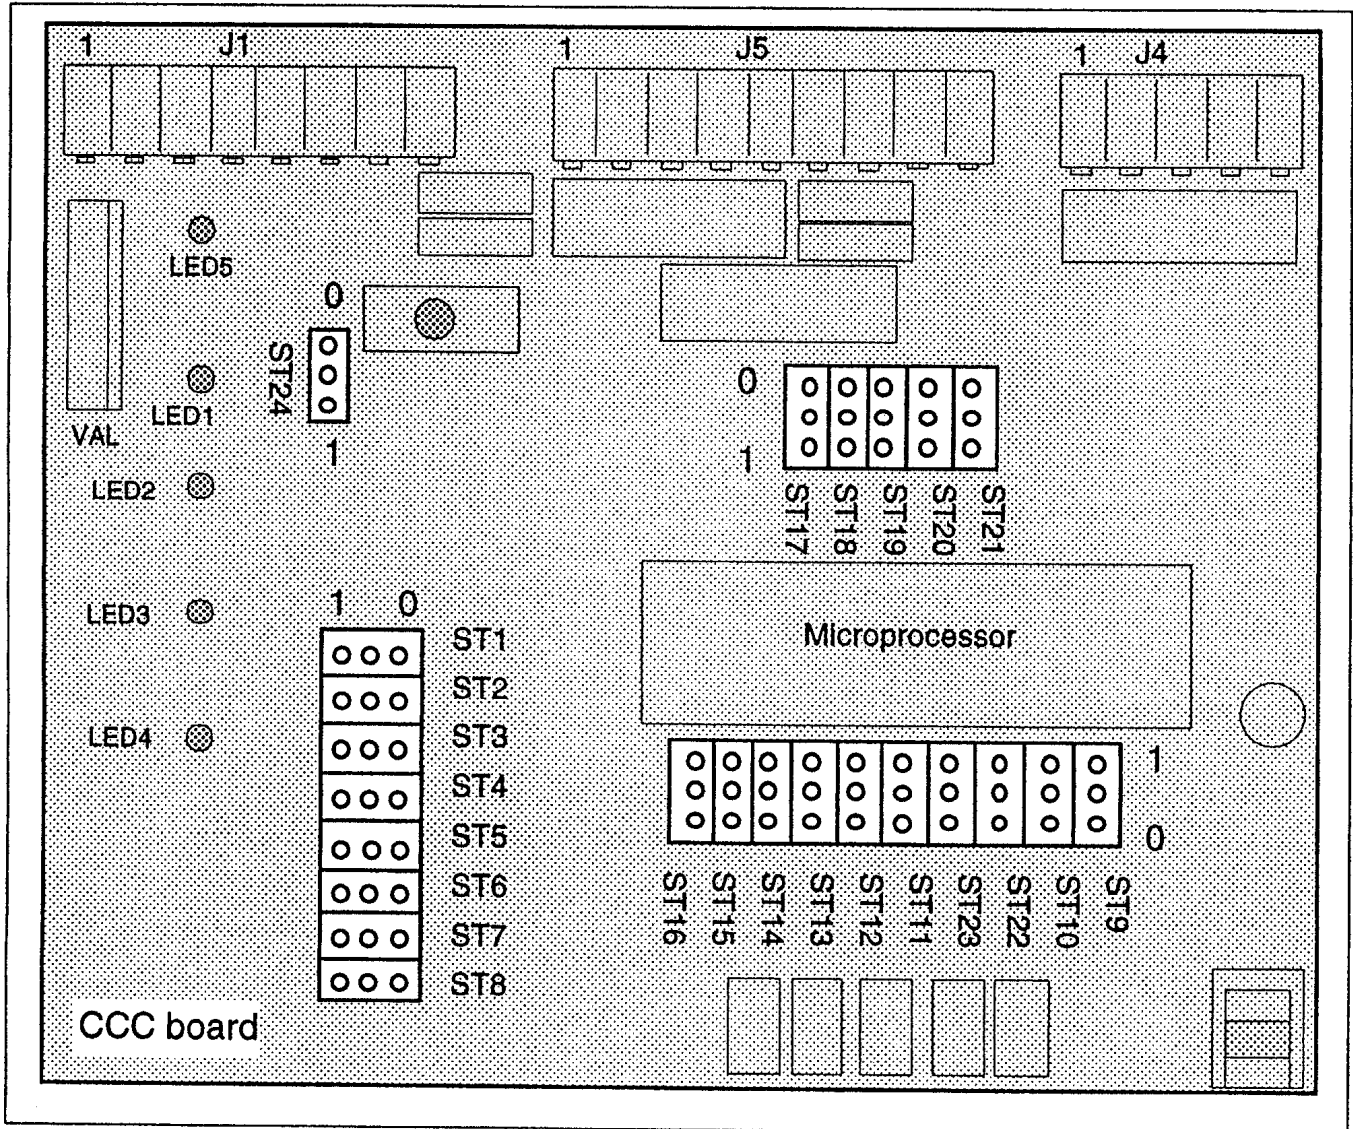 1 J1 1 J5 1 J4
LED5
0
ST24
1
LED1
VAL
LED2
LED3
LED4
0
1
ST17 ST18 ST19 ST20 ST21
Microprocessor
1 0
ST1
ST2
ST3
ST4
ST5
ST6
ST7
ST8
1
0
ST16 ST15 ST14 ST13 ST12 ST11 ST23 ST22 ST10 ST9
CCC board